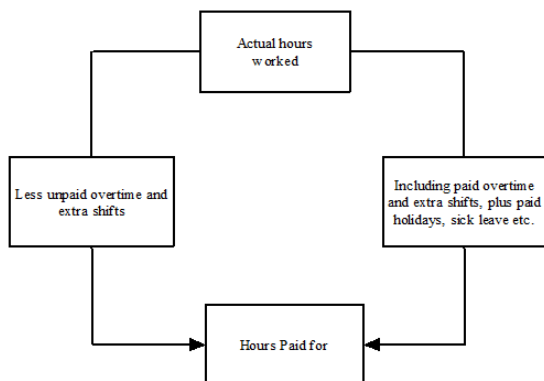 Actual hours
worked
Less unpaid overtime and
extra shifts
Including paid overtime
and extra shifts, plus paid
holidays, sick leave etc.
Hours Paid for